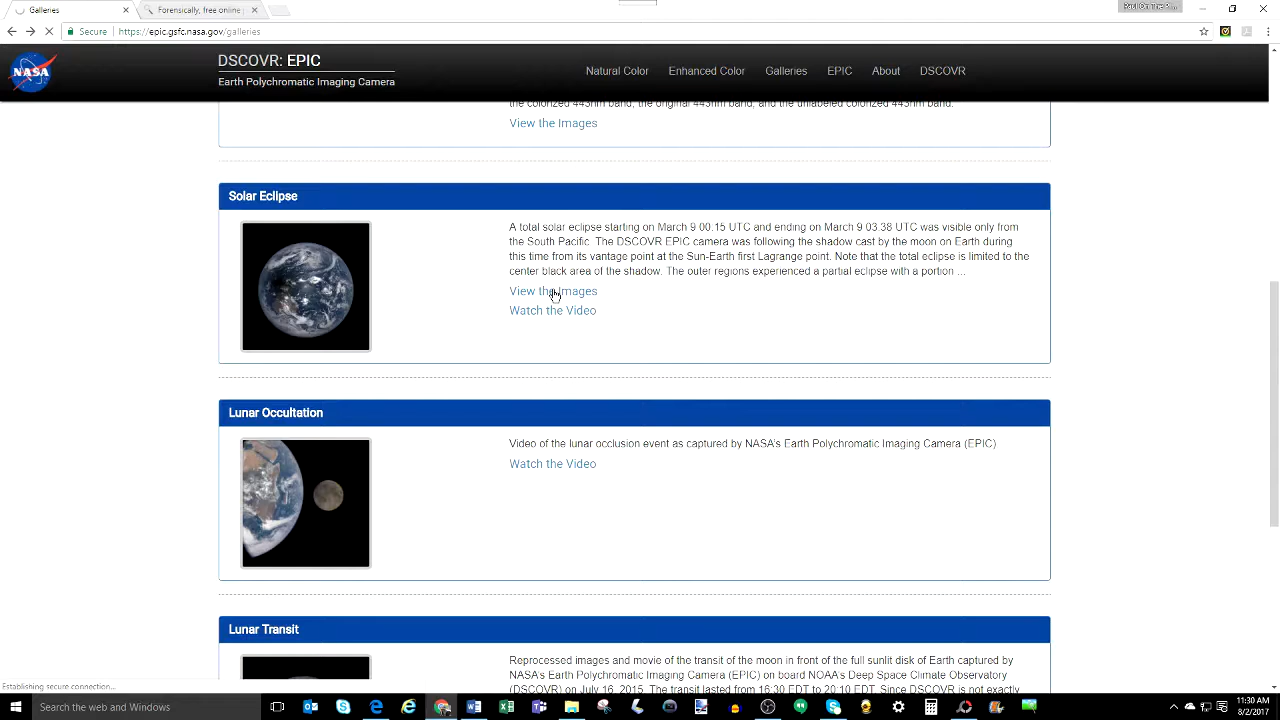 Galleries
Forensically, free online
Paul On The P...
Secure
https://epic.gsfc.nasa.gov/galleries
NASA
DSCOVR: EPIC
Earth Polychromatic Imaging Camera
Natural Color
Enhanced Color
Galleries
EPIC
About
DSCOVR
the colorized 443nm band, the original 443nm band, and the unlabeled colorized 443nm band.
View the Images
Solar Eclipse
A total solar eclipse starting on March 9 00:15 UTC and ending on March 9 03:38 UTC was visible only from
the South Pacific. The DSCOVR EPIC camera was following the shadow cast by the moon on Earth during
this time from its vantage point at the Sun-Earth first Lagrange point. Note that the total eclipse is limited to the
center black area of the shadow. The outer regions experienced a partial eclipse with a portion ...
View the Images
Watch the Video
Lunar Occultation
Video of the lunar occlusion event as captured by NASA's Earth Polychromatic Imaging Camera (EPIC)
Watch the Video
Lunar Transit
Reprocessed images and movie of the transit of the moon in front of the full sunlit disk of Earth captured by
NASA's Earth Polychromatic Imaging Camera (EPIC) on board NOAA's Deep Space Climate Observatory
(DSCOVR) on July 16, 2015. The transit lasted from 16:30 EDT to 20:10 EDT. Since DSCOVR is not exactly
Establishing secure connection...
Search the web and Windows
11:30 AM
8/2/2017